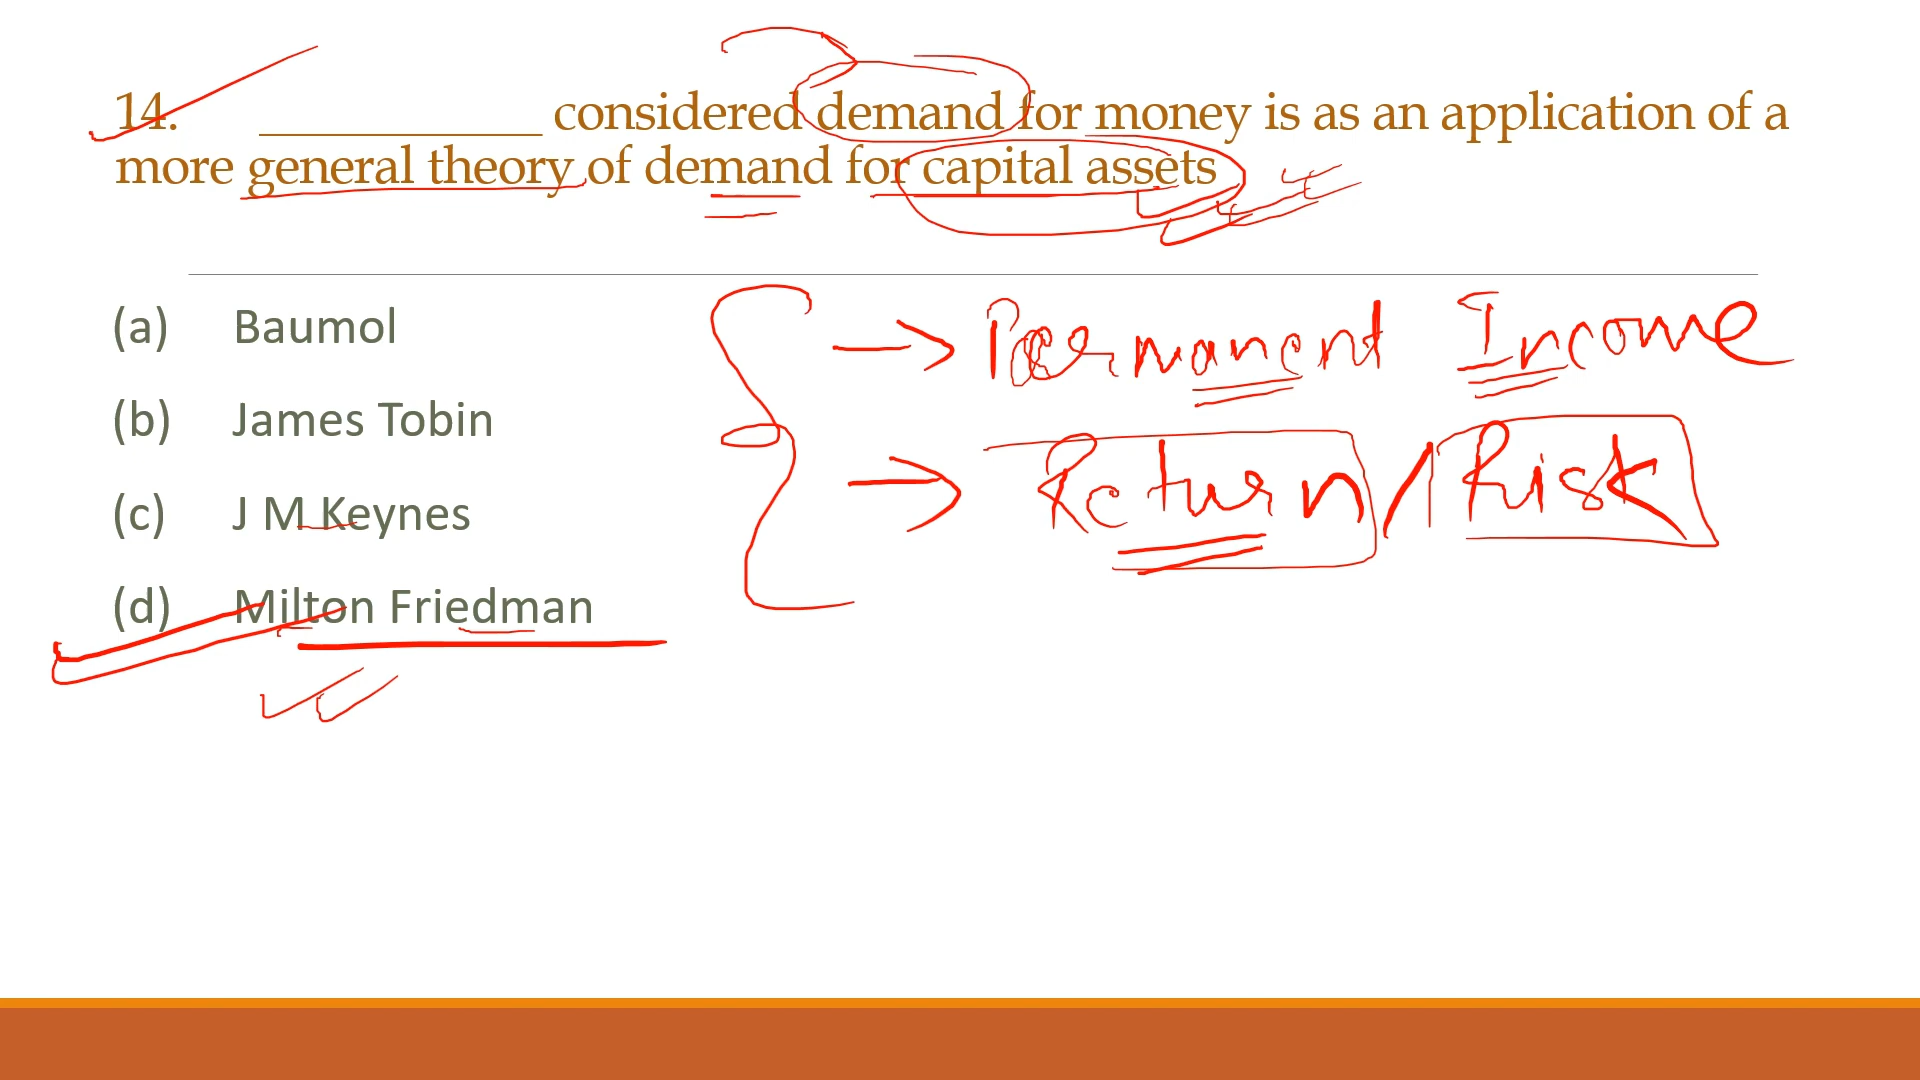 14. ____________ considered demand for money is as an application of a
more general theory of demand for capital assets
(a) Baumol
(b) James Tobin
(c) J M Keynes
(d) Milton Friedman
→ Permanent Income
→ Return / Risk